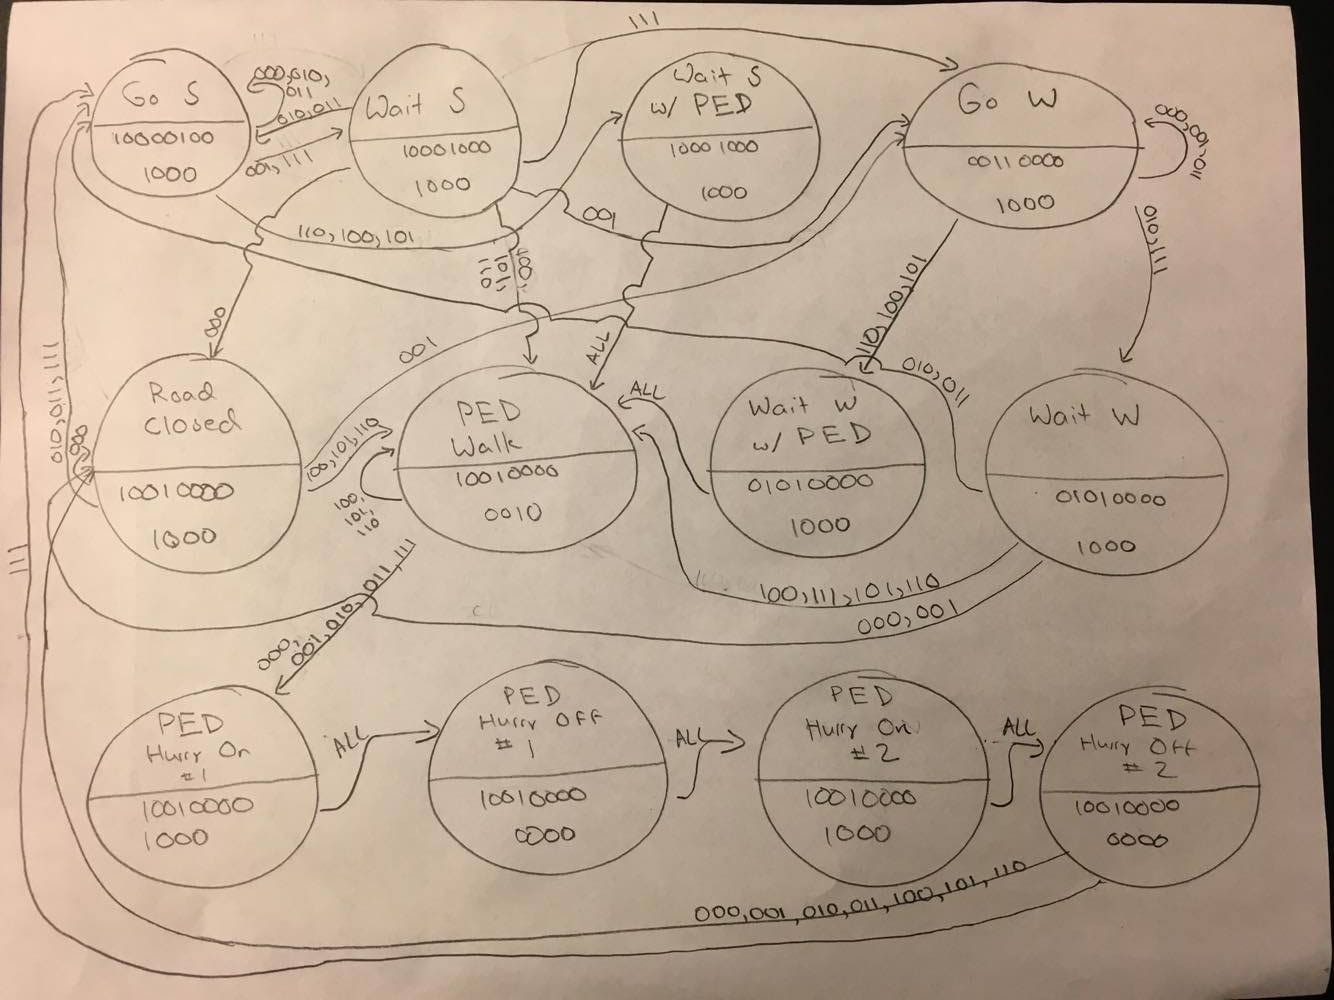 111
Go S
10000100
1000
000,010,
011
010,011
001,111
Wait S
10001000
1000
Wait S
w/ PED
1000 1000
1000
Go W
00110000
1000
000,001,011
110,100,101
001
100,
101,
110
010,111
110,100,101
000
001
ALL
ALL
010,011
010,011,111
000
Road
Closed
10010000
1000
100,101,110
PED
Walk
10010000
0010
100,
101,
110
Wait W
w/ PED
01010000
1000
Wait W
01010000
1000
111
100,111,101,110
000,001
000,
001,010,011,111
PED
Hurry On
#1
10010000
1000
ALL
PED
Hurry Off
# 1
10010000
0000
ALL
PED
Hurry On
# 2
10010000
1000
ALL
PED
Hurry Off
# 2
10010000
0000
000,001,010,011,100,101,110